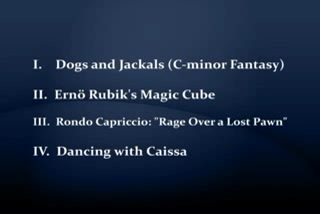 I. Dogs and Jackals (C-minor Fantasy)
II. Ernö Rubik's Magic Cube
III. Rondo Capriccio: "Rage Over a Lost Pawn"
IV. Dancing with Caissa